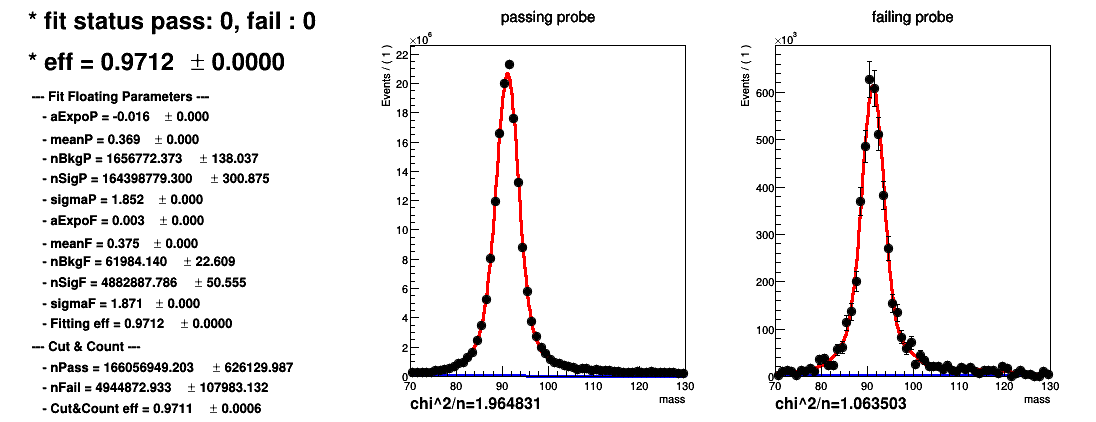 * fit status pass: 0, fail : 0
* eff = 0.9712 ± 0.0000
--- Fit Floating Parameters ---
- aExpoP = -0.016 ± 0.000
- meanP = 0.369 ± 0.000
- nBkgP = 1656772.373 ± 138.037
- nSigP = 164398779.300 ± 300.875
- sigmaP = 1.852 ± 0.000
- aExpoF = 0.003 ± 0.000
- meanF = 0.375 ± 0.000
- nBkgF = 61984.140 ± 22.609
- nSigF = 4882887.786 ± 50.555
- sigmaF = 1.871 ± 0.000
- Fitting eff = 0.9712 ± 0.0000
--- Cut & Count ---
- nPass = 166056949.203 ± 626129.987
- nFail = 4944872.933 ± 107983.132
- Cut&Count eff = 0.9711 ± 0.0006
passing probe
×10^6
Events / ( 1 )
22
20
18
16
14
12
10
8
6
4
2
0
70 80 90 100 110 120 130
mass
chi^2/n=1.964831
failing probe
×10^3
Events / ( 1 )
600
500
400
300
200
100
0
70 80 90 100 110 120 130
mass
chi^2/n=1.063503